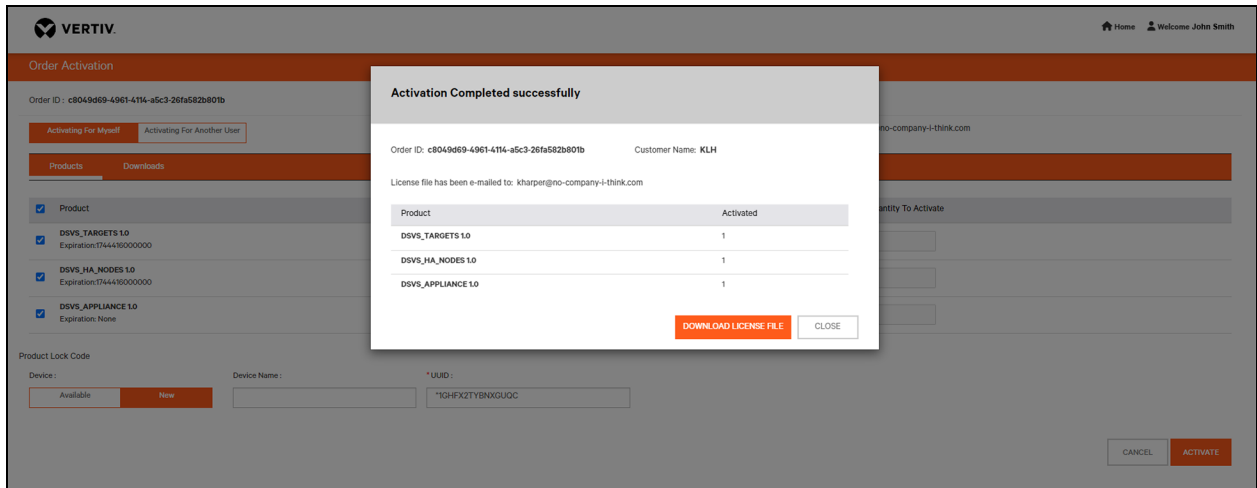 VERTIV.
Home Welcome John Smith
Order Activation
Order ID : c8049d69-4961-4114-a5c3-26fa582b801b
Activating For Myself Activating For Another User
no-company-i-think.com
Products Downloads
Product
antity To Activate
DSVS_TARGETS 1.0
Expiration:1744416000000
DSVS_HA_NODES 1.0
Expiration:1744416000000
DSVS_APPLIANCE 1.0
Expiration: None
Activation Completed successfully
Order ID: c8049d69-4961-4114-a5c3-26fa582b801b Customer Name: KLH
License file has been e-mailed to: kharper@no-company-i-think.com
Product Activated
DSVS_TARGETS 1.0 1
DSVS_HA_NODES 1.0 1
DSVS_APPLIANCE 1.0 1
DOWNLOAD LICENSE FILE CLOSE
Product Lock Code
Device : Device Name : * UUID :
Available New *1GHFX2TYBNXGUQC
CANCEL ACTIVATE